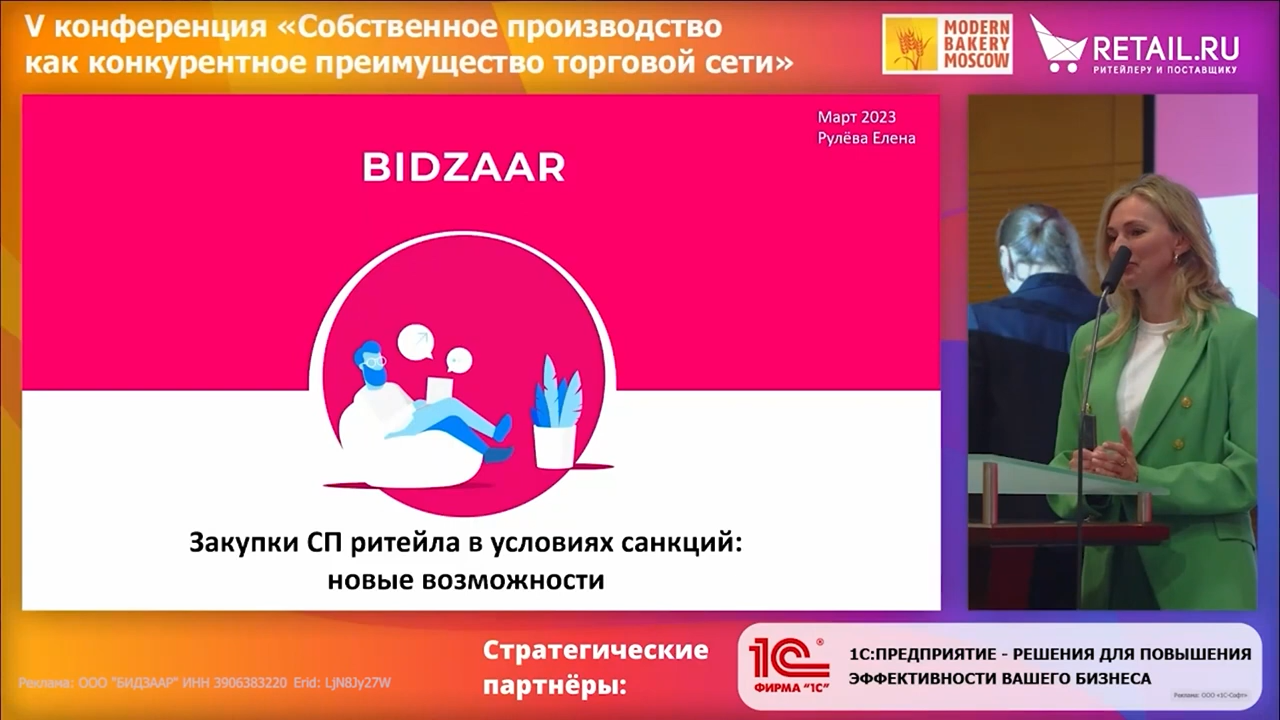 V конференция «Собственное производство
как конкурентное преимущество торговой сети»
MODERN
BAKERY
MOSCOW
RETAIL.RU
РИТЕЙЛЕРУ И ПОСТАВЩИКУ
Март 2023
Рулёва Елена
BIDZAAR
Закупки СП ритейла в условиях санкций:
новые возможности
Стратегические
партнёры:
1С®
ФИРМА "1С"
1С:ПРЕДПРИЯТИЕ - РЕШЕНИЯ ДЛЯ ПОВЫШЕНИЯ
ЭФФЕКТИВНОСТИ ВАШЕГО БИЗНЕСА
Реклама: ООО «1С-Софт»
Реклама: ООО "БИДЗААР" ИНН 3906383220 Erid: LjN8Jy27W